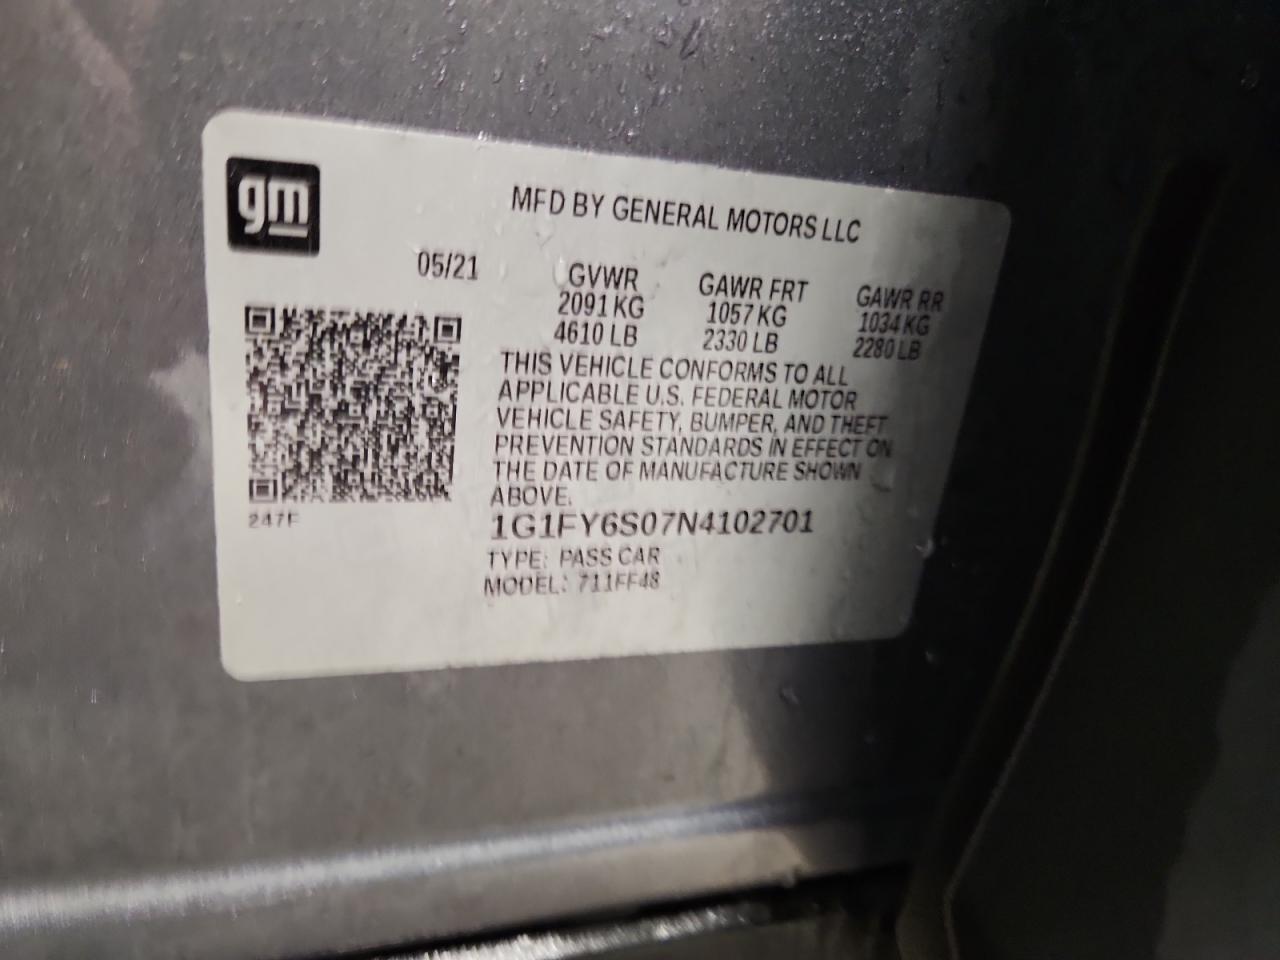 gm
MFD BY GENERAL MOTORS LLC
05/21
GVWR GAWR FRT GAWR RR
2091 KG 1057 KG 1034 KG
4610 LB 2330 LB 2280 LB
THIS VEHICLE CONFORMS TO ALL
APPLICABLE U.S. FEDERAL MOTOR
VEHICLE SAFETY, BUMPER, AND THEFT
PREVENTION STANDARDS IN EFFECT ON
THE DATE OF MANUFACTURE SHOWN
ABOVE.
247F
1G1FY6S07N4102701
TYPE: PASS CAR
MODEL: 711FF48